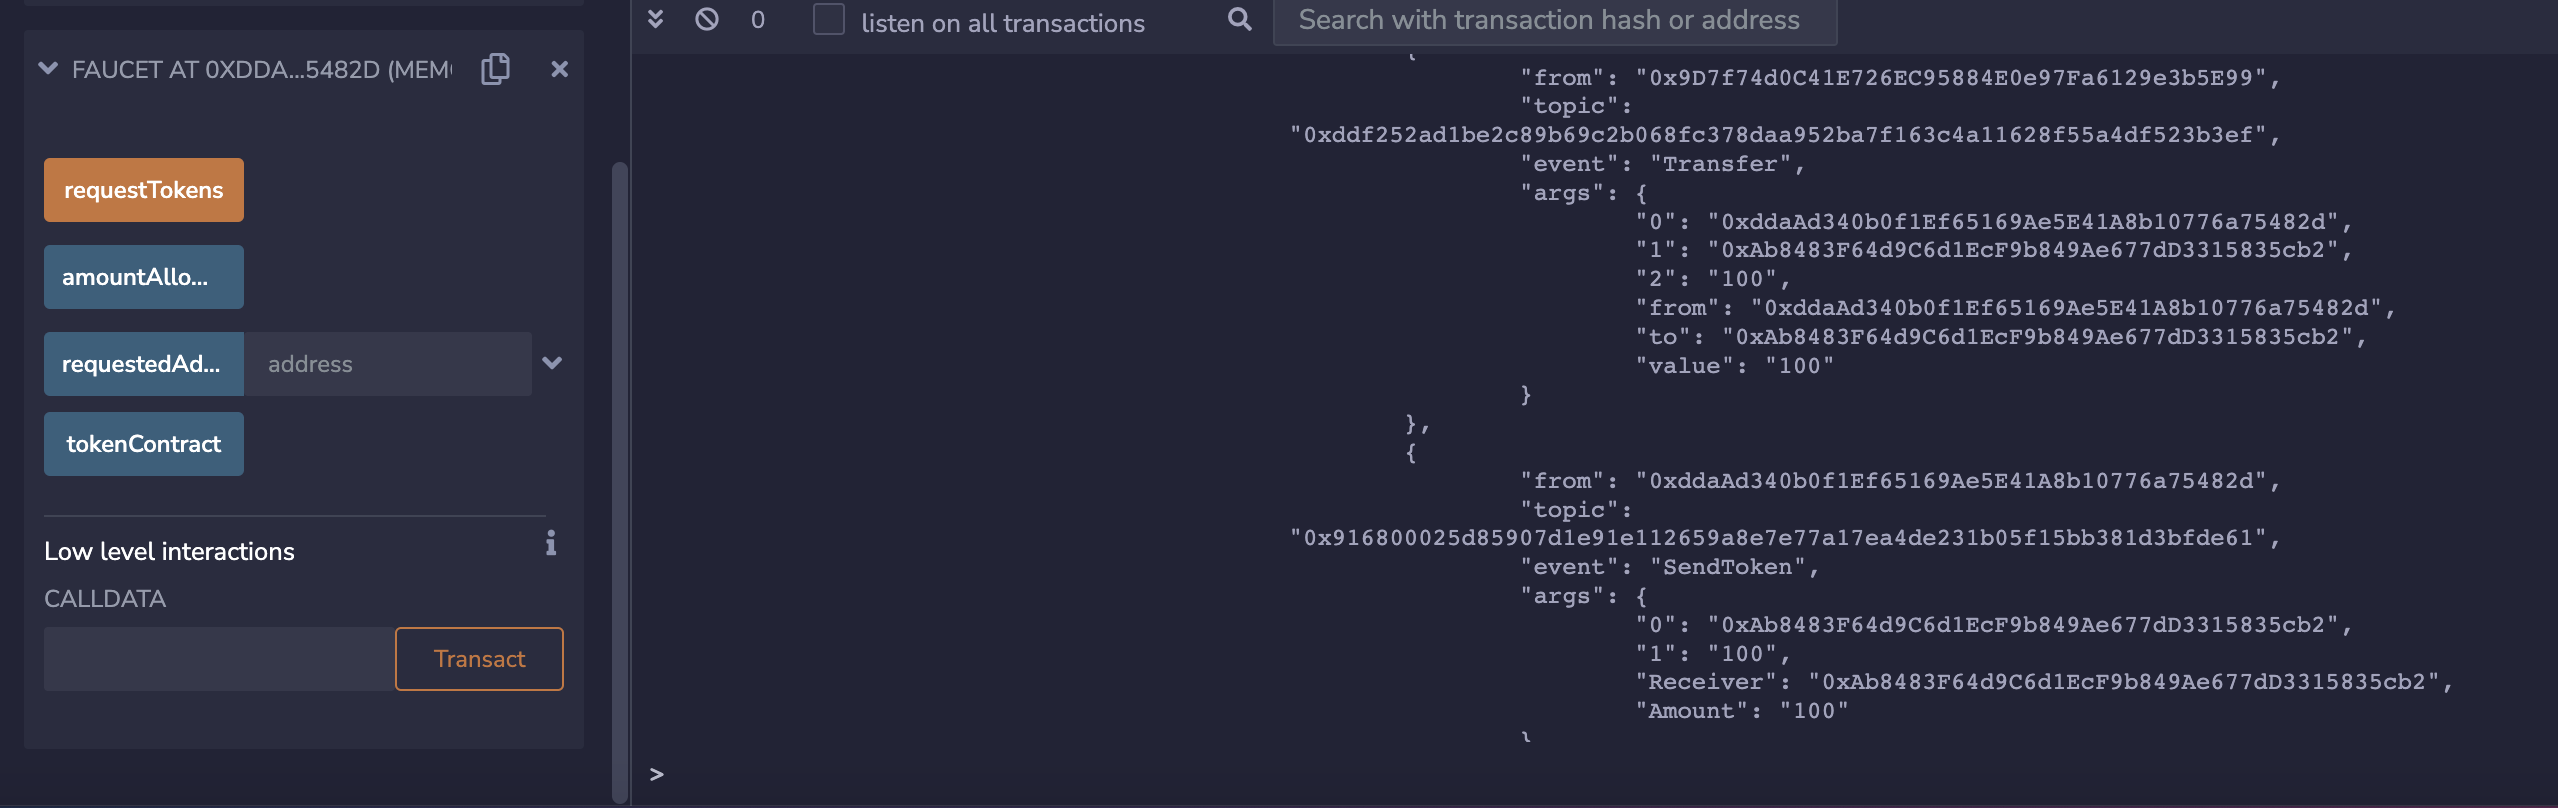 0
listen on all transactions
Search with transaction hash or address
FAUCET AT 0XDDA...5482D (MEM
requestTokens
amountAllo...
requestedAd...
address
tokenContract
Low level interactions
i
CALLDATA
Transact
{
"from": "0x9D7f74d0C41E726EC95884E0e97Fa6129e3b5E99",
"topic":
"0xddf252ad1be2c89b69c2b068fc378daa952ba7f163c4a11628f55a4df523b3ef",
"event": "Transfer",
"args": {
"0": "0xddaAd340b0f1Ef65169Ae5E41A8b10776a75482d",
"1": "0xAb8483F64d9C6d1EcF9b849Ae677dD3315835cb2",
"2": "100",
"from": "0xddaAd340b0f1Ef65169Ae5E41A8b10776a75482d",
"to": "0xAb8483F64d9C6d1EcF9b849Ae677dD3315835cb2",
"value": "100"
}
},
{
"from": "0xddaAd340b0f1Ef65169Ae5E41A8b10776a75482d",
"topic":
"0x916800025d85907d1e91e112659a8e7e77a17ea4de231b05f15bb381d3bfde61",
"event": "SendToken",
"args": {
"0": "0xAb8483F64d9C6d1EcF9b849Ae677dD3315835cb2",
"1": "100",
"Receiver": "0xAb8483F64d9C6d1EcF9b849Ae677dD3315835cb2",
"Amount": "100"
}
>